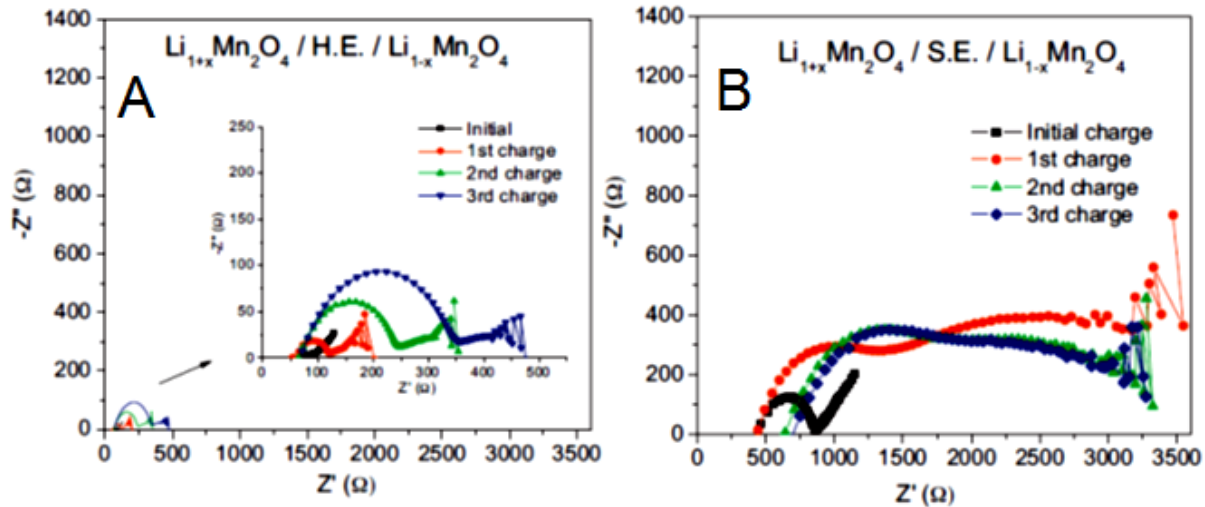 A
Li1+xMn2O4 / H.E. / Li1-xMn2O4
-Z'' (Ω)
1400
1200
1000
800
600
400
200
0
0 500 1000 1500 2000 2500 3000 3500
Z' (Ω)
-Z'' (Ω)
250
200
150
100
50
0
0 100 200 300 400 500
Z' (Ω)
Initial
1st charge
2nd charge
3rd charge
B
Li1+xMn2O4 / S.E. / Li1-xMn2O4
-Z'' (Ω)
1400
1200
1000
800
600
400
200
0
0 500 1000 1500 2000 2500 3000 3500
Z' (Ω)
Initial charge
1st charge
2nd charge
3rd charge